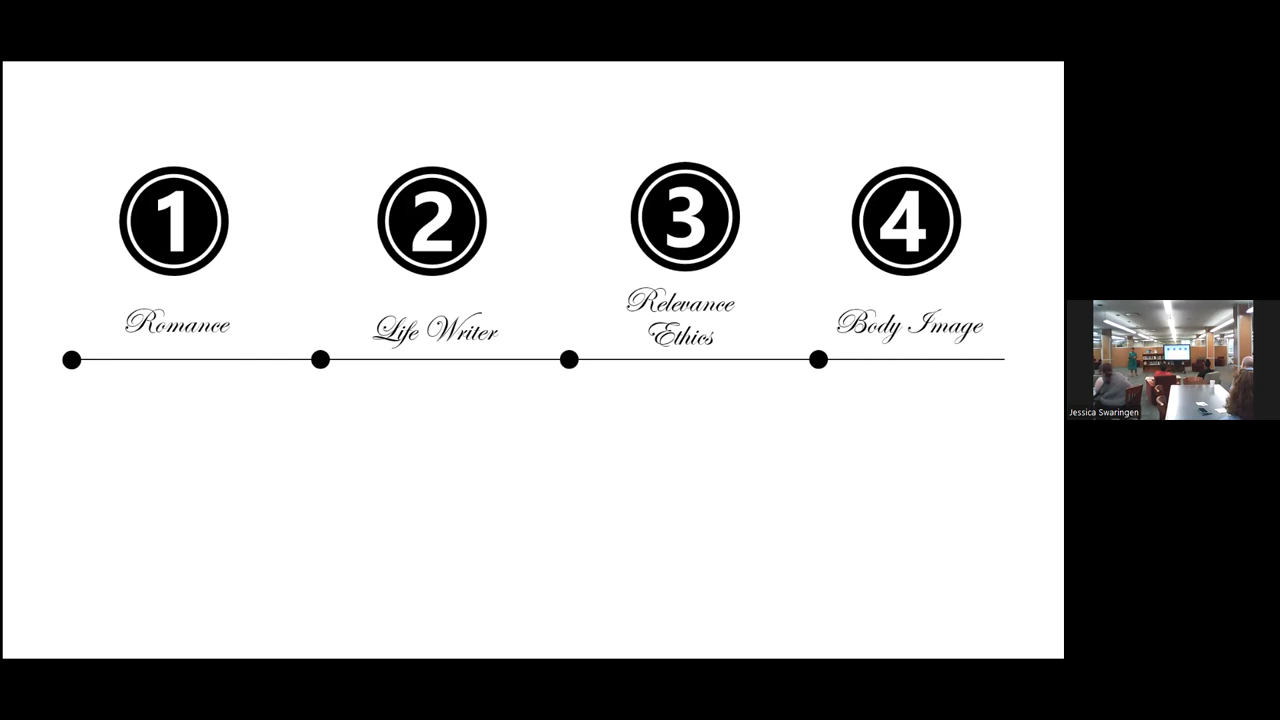 1
2
3
4
Romance
Life Writer
Relevance
Ethics
Body Image
Jessica Swaringen